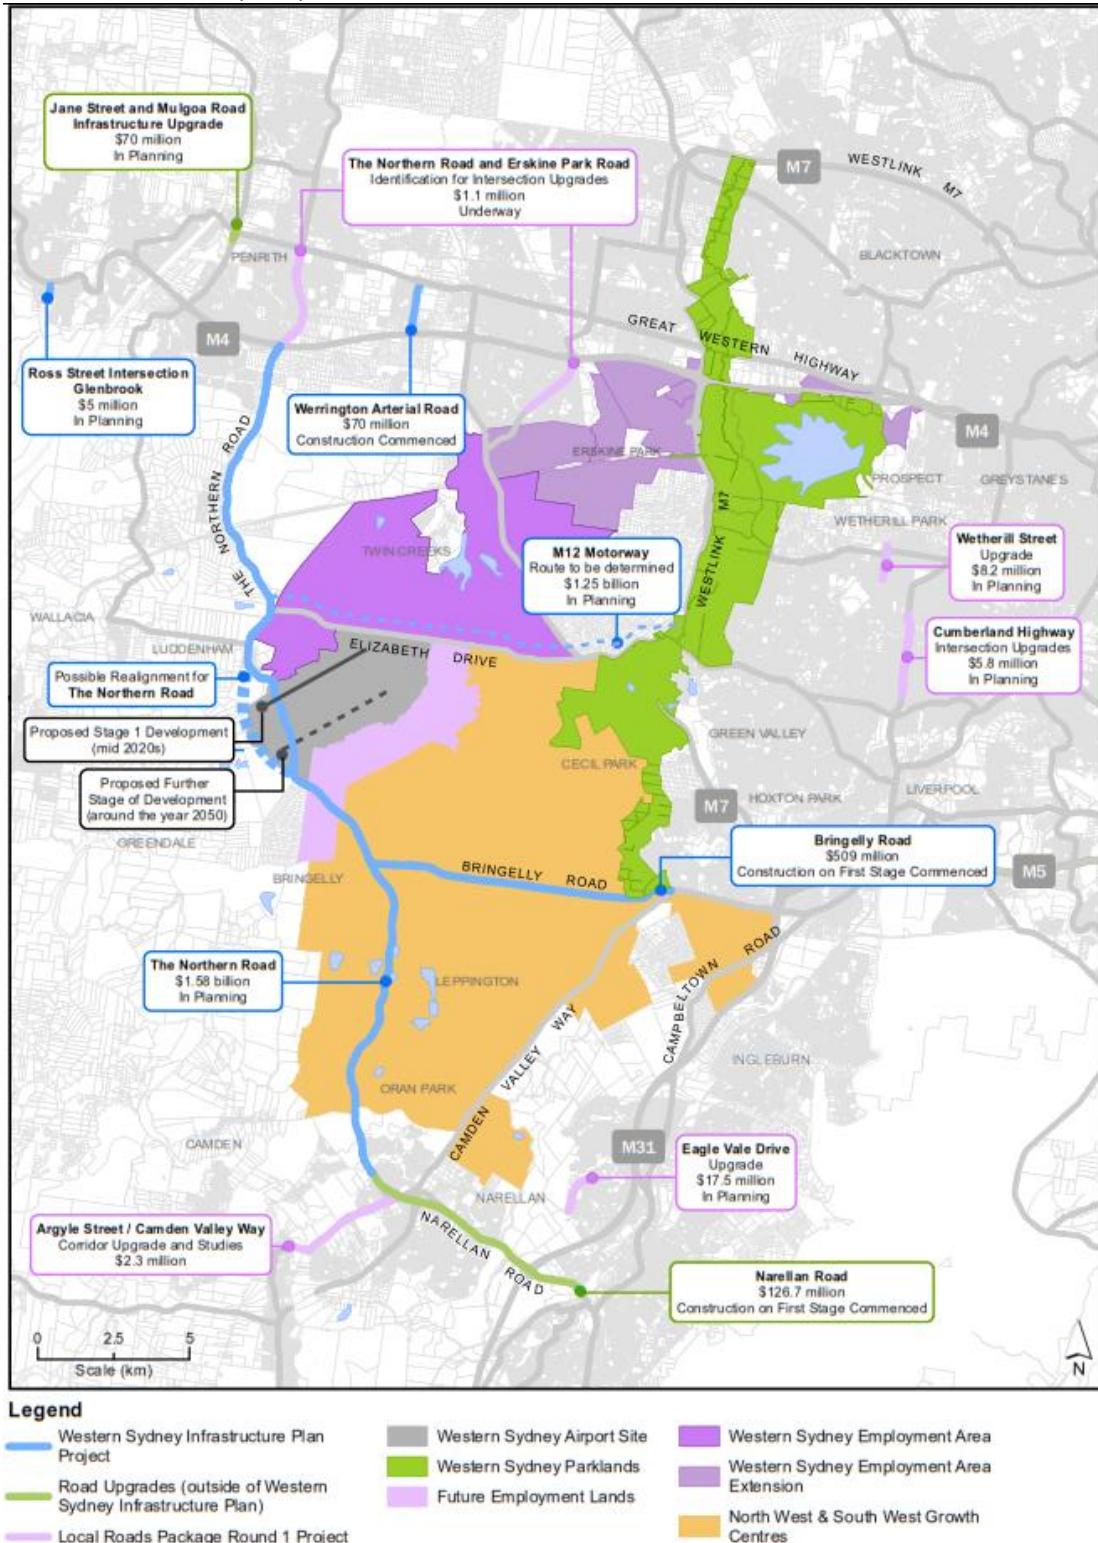 Jane Street and Mulgoa Road
Infrastructure Upgrade
$70 million
In Planning
The Northern Road and Erskine Park Road
Identification for Intersection Upgrades
$1.1 million
Underway
M7
WESTLINK M7
BLACKTOWN
PENRITH
M4
GREAT WESTERN HIGHWAY
Ross Street Intersection
Glenbrook
$5 million
In Planning
Werrington Arterial Road
$70 million
Construction Commenced
THE NORTHERN ROAD
ERSKINE PARK
M4
PROSPECT
GREYSTANES
WETHERILL PARK
TWIN CREEKS
M12 Motorway
Route to be determined
$1.25 billion
In Planning
WESTLINK M7
Wetherill Street
Upgrade
$8.2 million
In Planning
WALLACIA
LUDDENHAM
ELIZABETH DRIVE
Cumberland Highway
Intersection Upgrades
$5.8 million
In Planning
Possible Realignment for
The Northern Road
Proposed Stage 1 Development
(mid 2020s)
Proposed Further
Stage of Development
(around the year 2050)
GREEN VALLEY
CECIL PARK
M7
HOXTON PARK
LIVERPOOL
GREENDALE
BRINGELLY
BRINGELLY ROAD
Bringelly Road
$509 million
Construction on First Stage Commenced
M5
The Northern Road
$1.58 billion
In Planning
LEPPINGTON
CAMPBELTOWN ROAD
CAMDEN VALLEY WAY
INGLEBURN
ORAN PARK
CAMDEN
M31
Eagle Vale Drive
Upgrade
$17.5 million
In Planning
NARELLAN
Argyle Street / Camden Valley Way
Corridor Upgrade and Studies
$2.3 million
NARELLAN ROAD
Narellan Road
$126.7 million
Construction on First Stage Commenced
0 2.5 5
Scale (km)
N
Legend
Western Sydney Infrastructure Plan
Project
Road Upgrades (outside of Western
Sydney Infrastructure Plan)
Local Roads Package Round 1 Project
Western Sydney Airport Site
Western Sydney Parklands
Future Employment Lands
Western Sydney Employment Area
Western Sydney Employment Area
Extension
North West & South West Growth
Centres